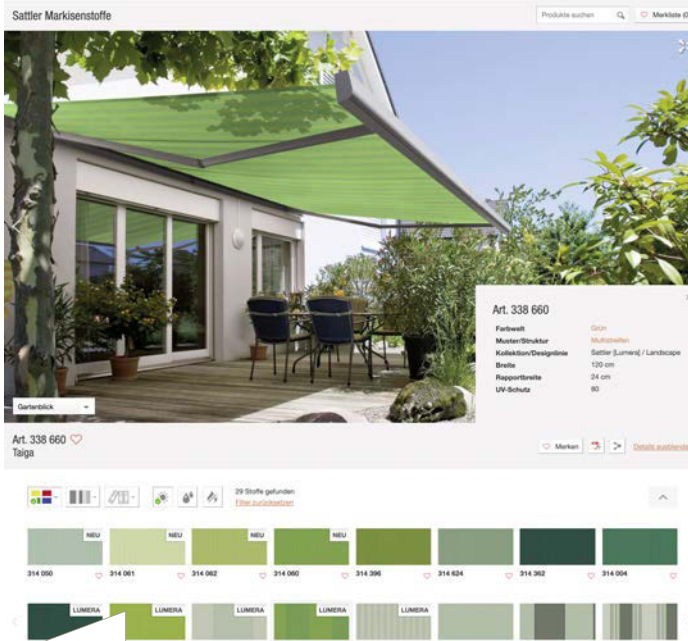 Sattler Markisenstoffe
Produkte suchen
Merkliste (0
Art. 338 660
Farbwelt Grün
Muster/Struktur Multistreifen
Kollektion/Designlinie Sattler [Lumera] / Landscape
Breite 120 cm
Rapportbreite 24 cm
UV-Schutz 80
Gartenblick
Art. 338 660
Taiga
Merken
Details ausblenden
29 Stoffe gefunden
Filter zurücksetzen
NEU NEU NEU NEU
314 050 314 061 314 062 314 060 314 396 314 624 314 362 314 004
LUMERA LUMERA LUMERA LUMERA LUMERA